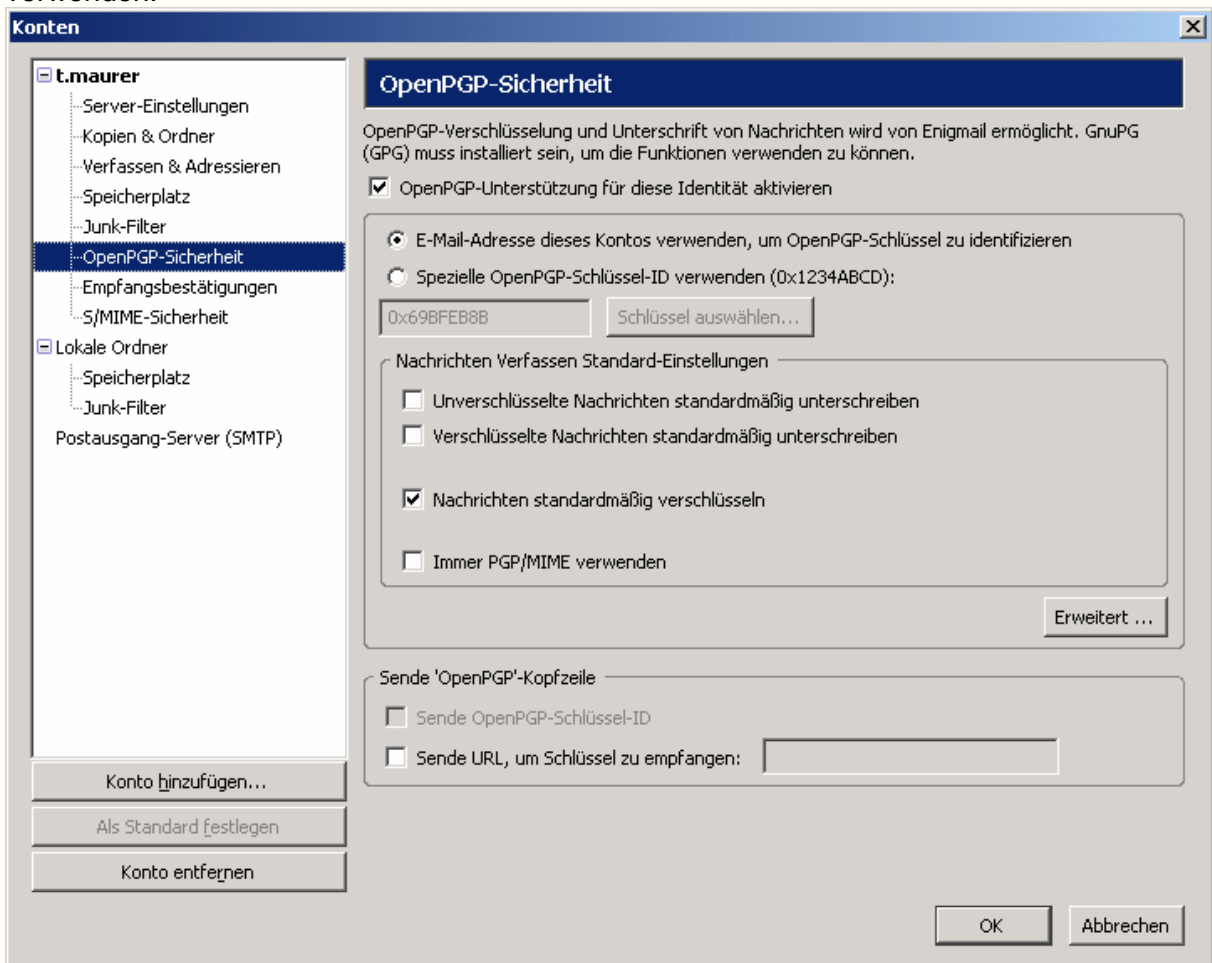 verwenden.
Konten
t.maurer
Server-Einstellungen
Kopien & Ordner
Verfassen & Adressieren
Speicherplatz
Junk-Filter
OpenPGP-Sicherheit
Empfangsbestätigungen
S/MIME-Sicherheit
Lokale Ordner
Speicherplatz
Junk-Filter
Postausgang-Server (SMTP)
Konto hinzufügen...
Als Standard festlegen
Konto entfernen
OpenPGP-Sicherheit
OpenPGP-Verschlüsselung und Unterschrift von Nachrichten wird von Enigmail ermöglicht. GnuPG
(GPG) muss installiert sein, um die Funktionen verwenden zu können.
OpenPGP-Unterstützung für diese Identität aktivieren
E-Mail-Adresse dieses Kontos verwenden, um OpenPGP-Schlüssel zu identifizieren
Spezielle OpenPGP-Schlüssel-ID verwenden (0x1234ABCD):
0x69BFEB8B
Schlüssel auswählen...
Nachrichten Verfassen Standard-Einstellungen
Unverschlüsselte Nachrichten standardmäßig unterschreiben
Verschlüsselte Nachrichten standardmäßig unterschreiben
Nachrichten standardmäßig verschlüsseln
Immer PGP/MIME verwenden
Erweitert ...
Sende 'OpenPGP'-Kopfzeile
Sende OpenPGP-Schlüssel-ID
Sende URL, um Schlüssel zu empfangen:
OK
Abbrechen